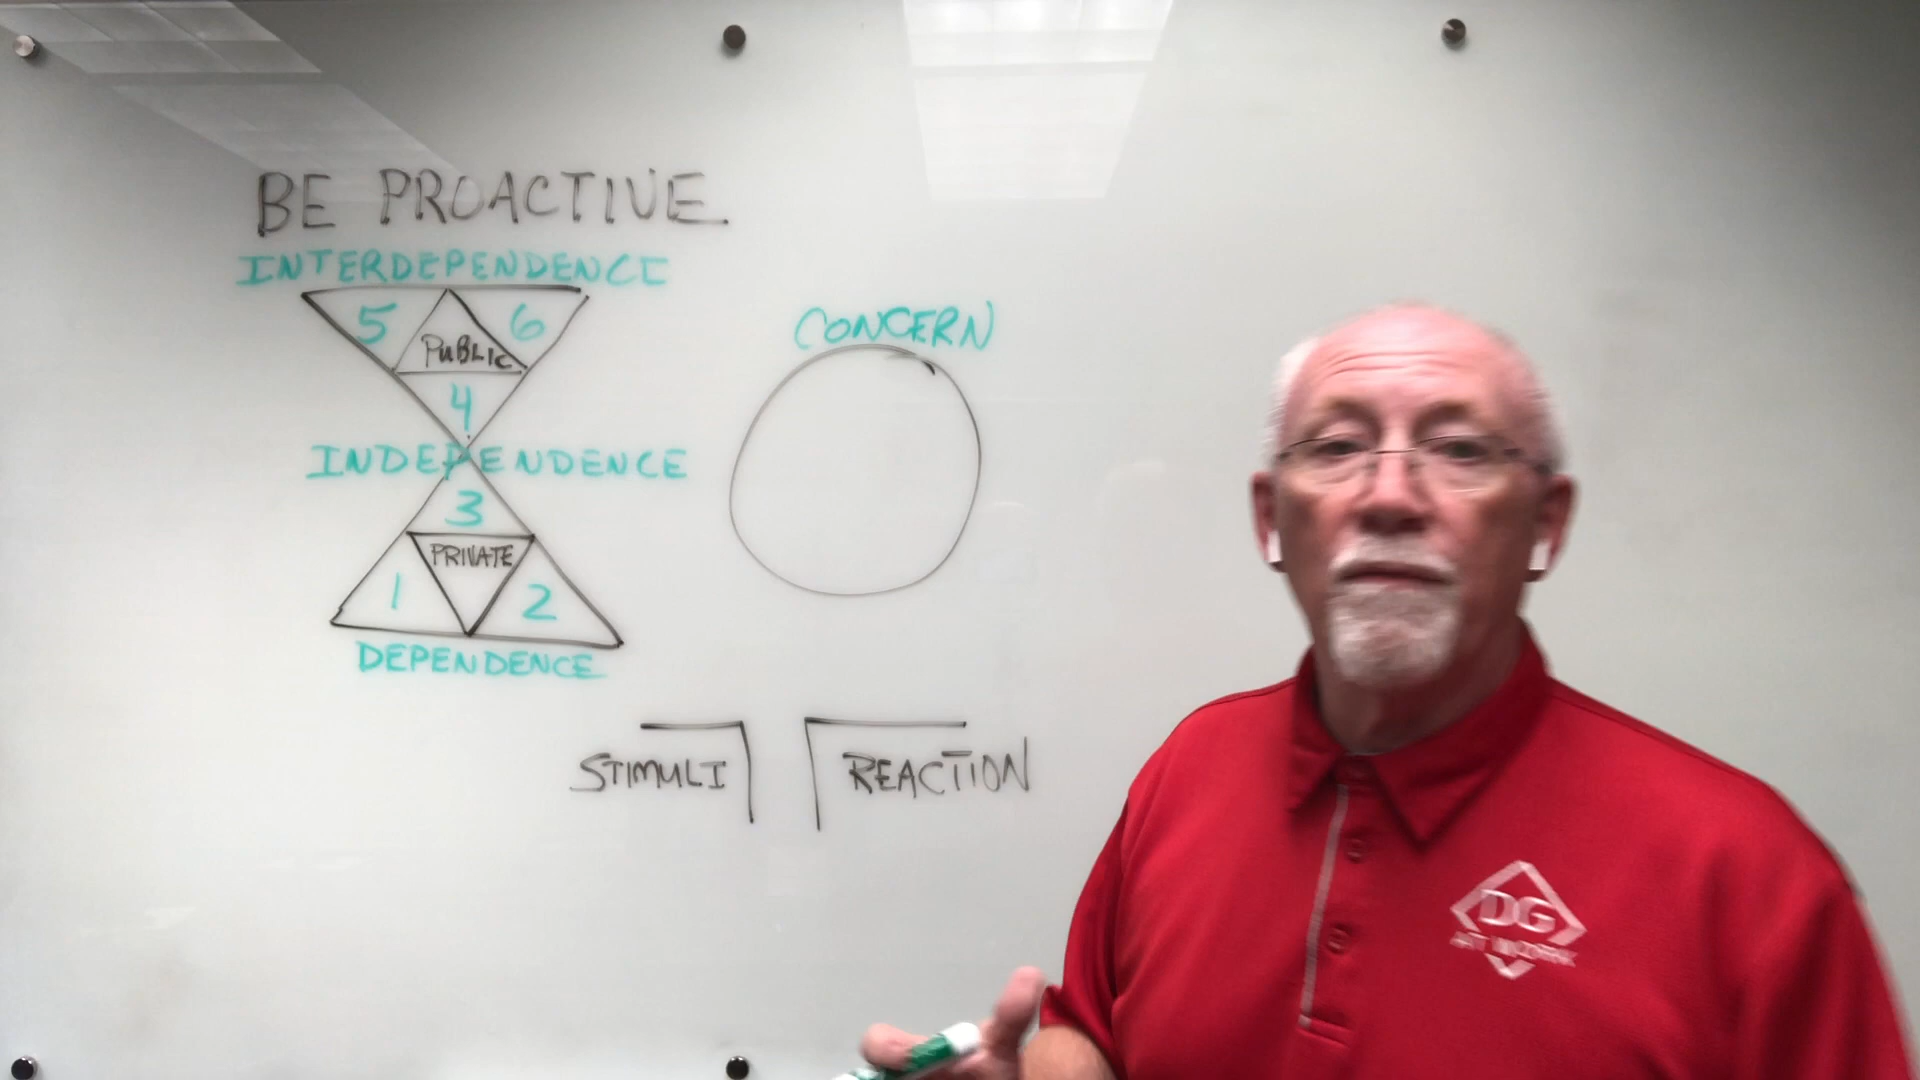 BE PROACTIVE
INTERDEPENDENCE
5 6
PUBLIC
4
INDEPENDENCE
3
PRIVATE
1 2
DEPENDENCE
CONCERN
STIMULI REACTION
DG
AT WORK